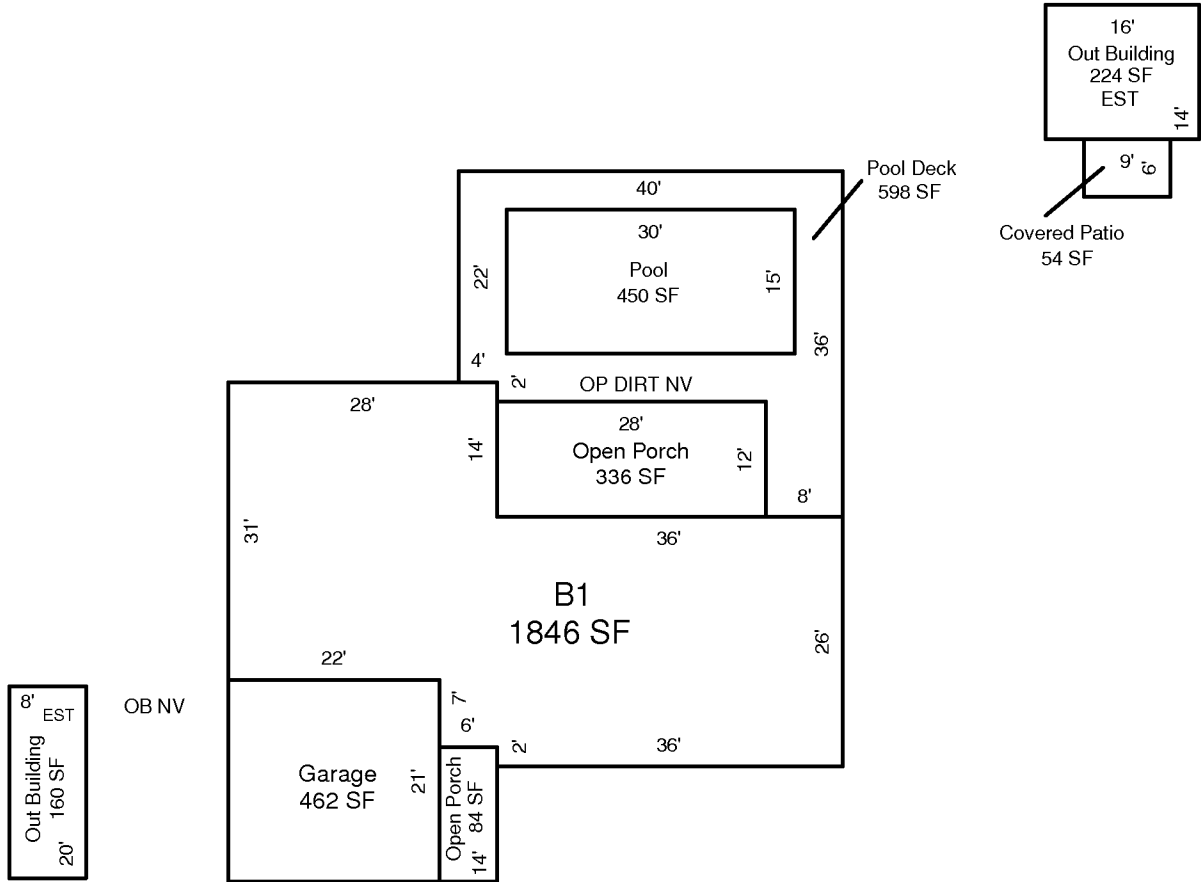 16'
Out Building
224 SF
EST
14'
9'
6'
Covered Patio
54 SF
Pool Deck
598 SF
40'
30'
Pool
450 SF
15'
22'
4'
36'
2'
OP DIRT NV
28'
28'
Open Porch
336 SF
12'
14'
8'
36'
31'
B1
1846 SF
26'
22'
7'
6'
2'
36'
Garage
462 SF
21'
Open Porch
84 SF
14'
OB NV
8'
EST
Out Building
160 SF
20'